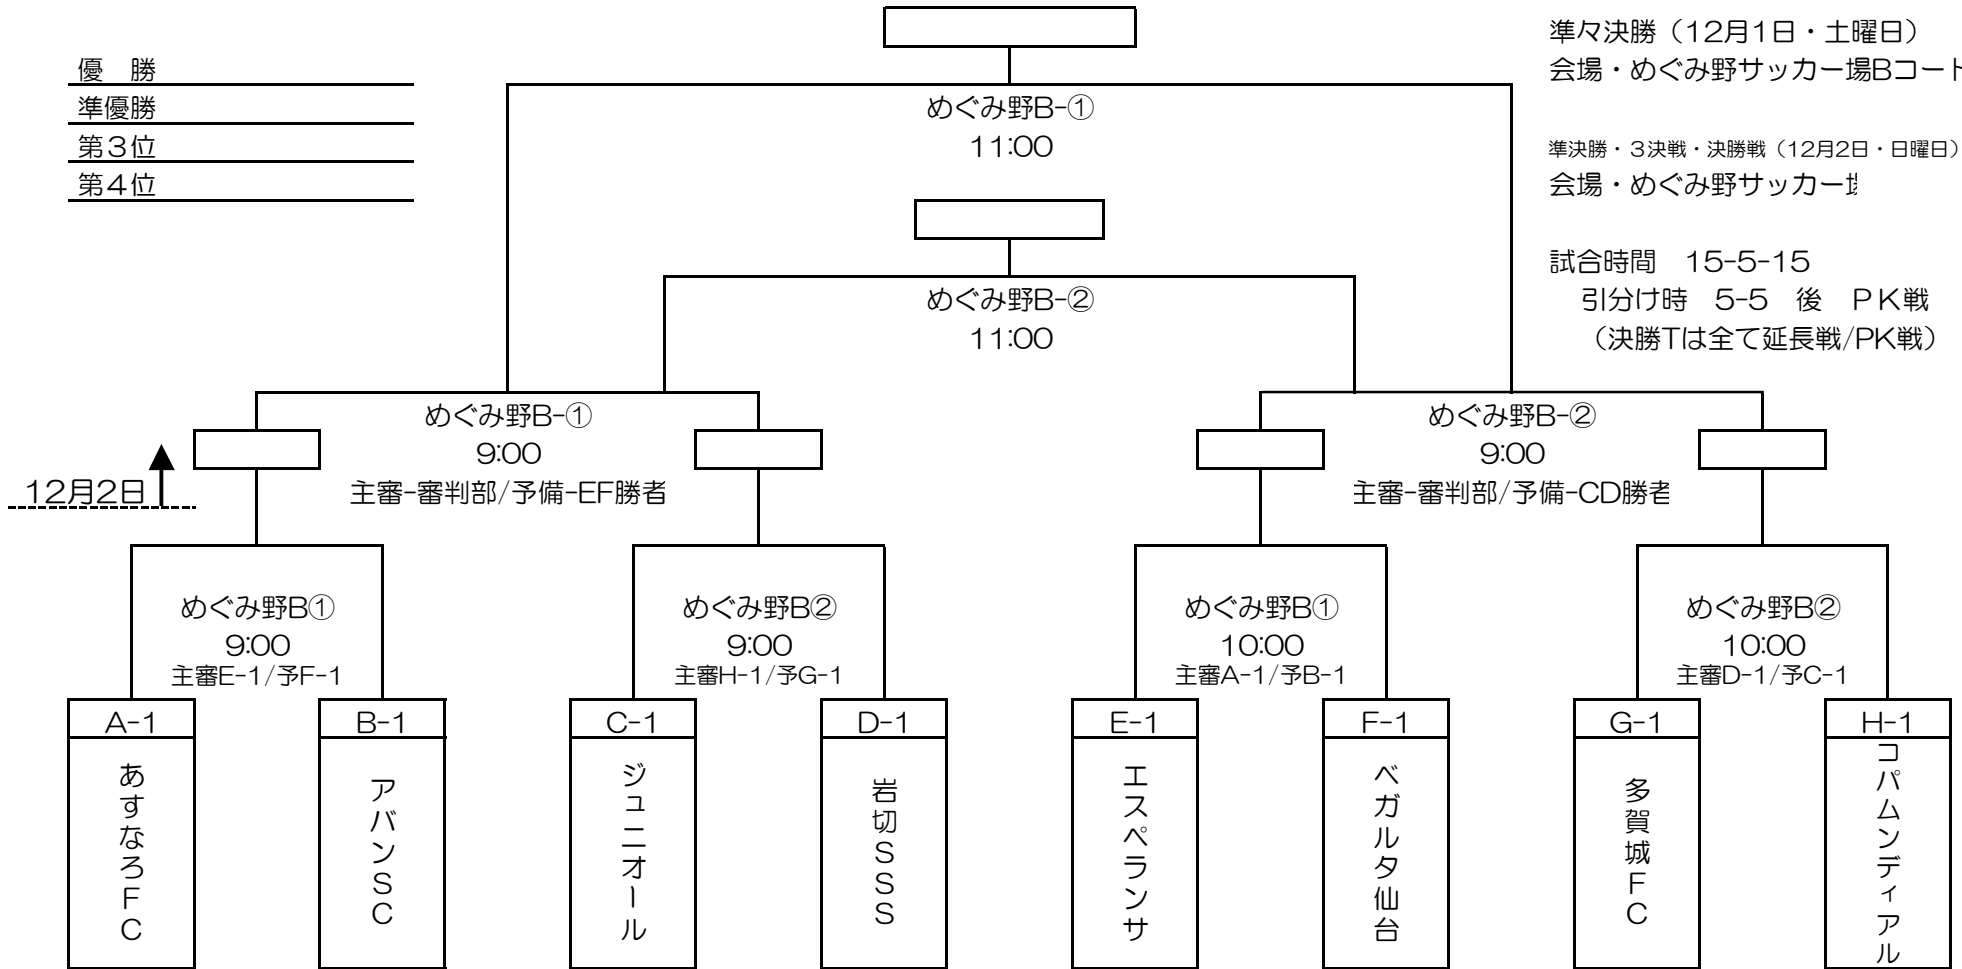 優　勝
準優勝
第３位
第４位
準々決勝（12月1日・土曜日）
会場・めぐみ野サッカー場Bコート
準決勝・３決戦・決勝戦（12月2日・日曜日）
会場・めぐみ野サッカー場
試合時間　15-5-15
引分け時　5-5　後　ＰＫ戦
（決勝Tは全て延長戦/PK戦）
めぐみ野B-①
11:00
めぐみ野B-②
11:00
めぐみ野B-①
9:00
主審-審判部/予備-EF勝者
めぐみ野B-②
9:00
主審-審判部/予備-CD勝者
12月2日
めぐみ野B①
9:00
主審E-1/予F-1
めぐみ野B②
9:00
主審H-1/予G-1
めぐみ野B①
10:00
主審A-1/予B-1
めぐみ野B②
10:00
主審D-1/予C-1
A-1
あすなろＦＣ
B-1
アバンＳＣ
C-1
ジュニオール
D-1
岩切ＳＳＳ
E-1
エスペランサ
F-1
ベガルタ仙台
G-1
多賀城ＦＣ
H-1
コパムンディアル